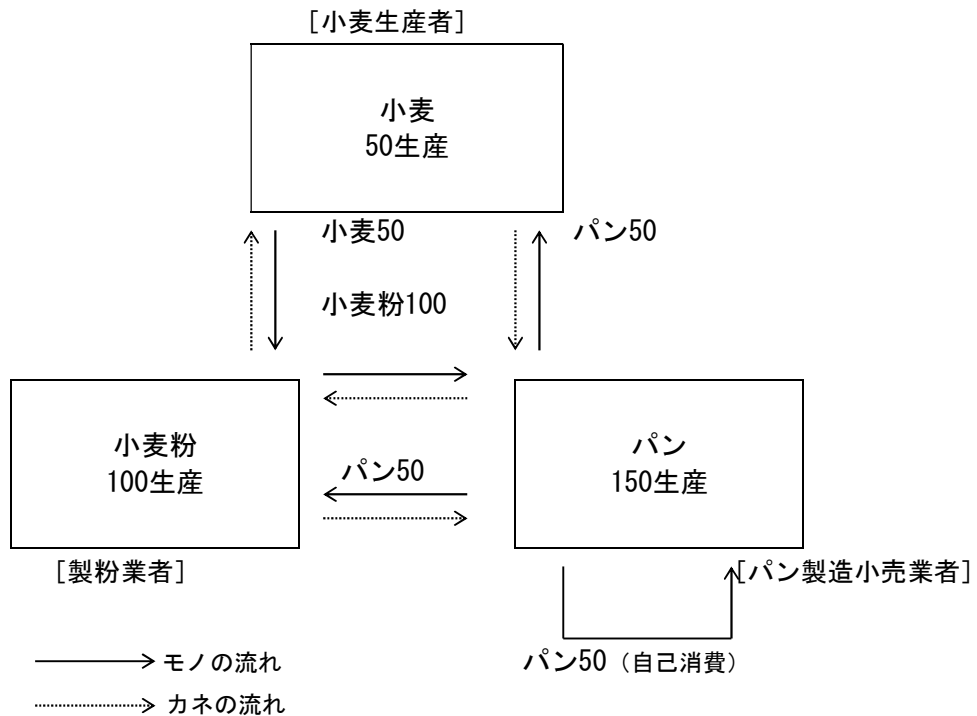 [小麦生産者]
小麦
50生産
小麦50
パン50
小麦粉100
小麦粉
100生産
パン50
パン
150生産
[製粉業者]
[パン製造小売業者]
パン50（自己消費）
モノの流れ
カネの流れ